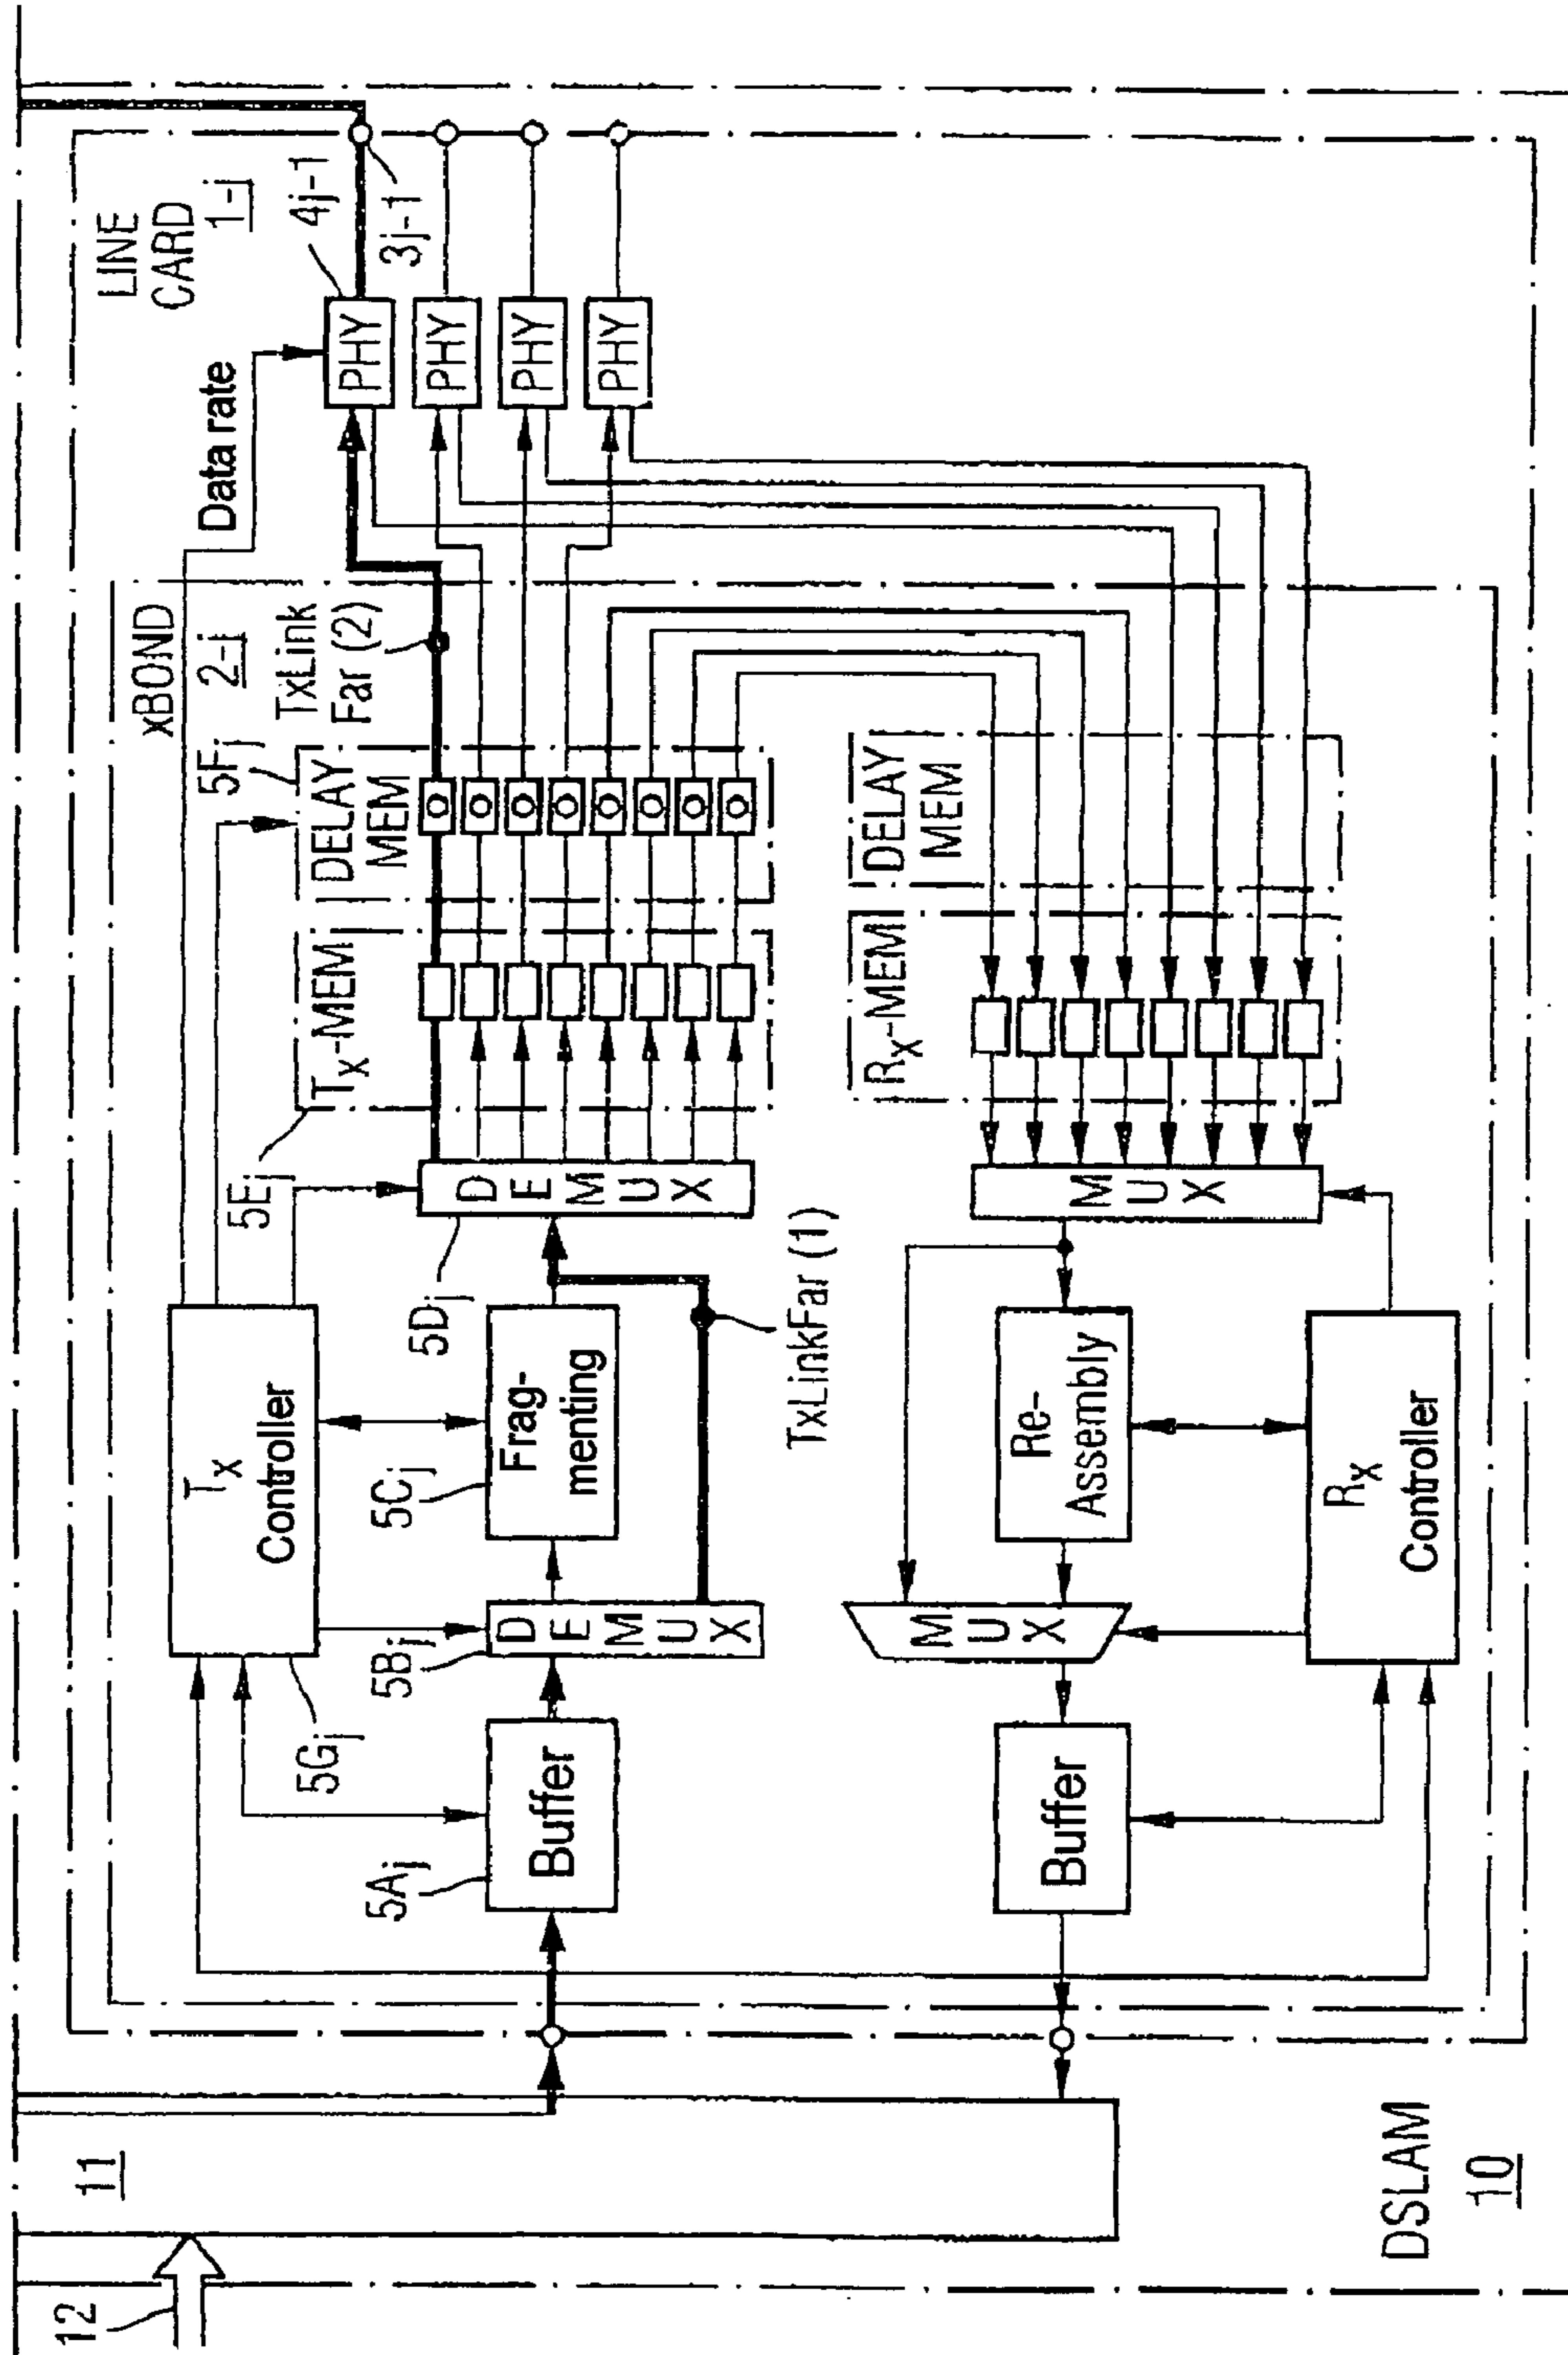 12
11
DSLAM
10
LINE
CARD
1-j
xBOND
2-j
TxLink
Far (2)
Data rate
5Gj
Tx
Controller
5Aj
Buffer
5Bj
DEMUX
5Cj
Frag-
menting
5Dj
DEMUX
TxLinkFar (1)
5Ej
Tx-MEM
5Fj
DELAY
MEM
PHY
4j-1
3j-1
PHY
PHY
PHY
Buffer
MUX
Re-
Assembly
MUX
Rx-MEM
DELAY
MEM
Rx
Controller